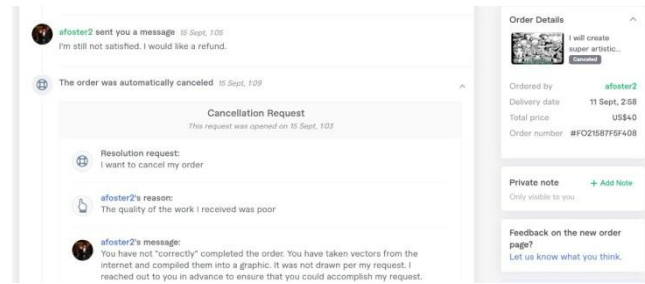 afoster2 sent you a message 15 Sept, 1:05
I'm still not satisfied. I would like a refund.
The order was automatically canceled 15 Sept, 1:09
Cancellation Request
This request was opened on 15 Sept, 1:03
Resolution request:
I want to cancel my order
afoster2's reason:
The quality of the work I received was poor
afoster2's message:
You have not "correctly" completed the order. You have taken vectors from the
internet and compiled them into a graphic. It was not drawn per my request. I
reached out to you in advance to ensure that you could accomplish my request.
Order Details
I will create
super artistic...
Canceled
Ordered by afoster2
Delivery date 11 Sept, 2:58
Total price US$40
Order number #FO21587F5F408
Private note + Add Note
Only visible to you
Feedback on the new order
page?
Let us know what you think.